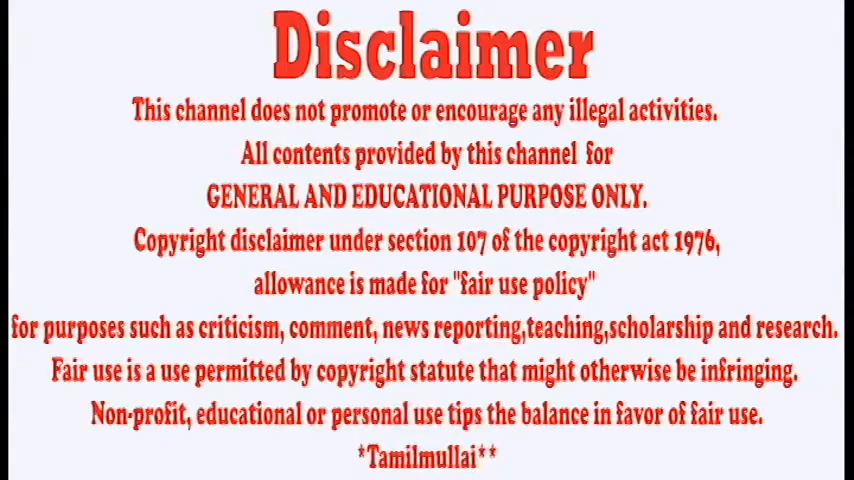 Disclaimer
This channel does not promote or encourage any illegal activities.
All contents provided by this channel for
GENERAL AND EDUCATIONAL PURPOSE ONLY.
Copyright disclaimer under section 107 of the copyright act 1976,
allowance is made for "fair use policy"
for purposes such as criticism, comment, news reporting,teaching,scholarship and research.
Fair use is a use permitted by copyright statute that might otherwise be infringing.
Non-profit, educational or personal use tips the balance in favor of fair use.
*Tamilmullai**